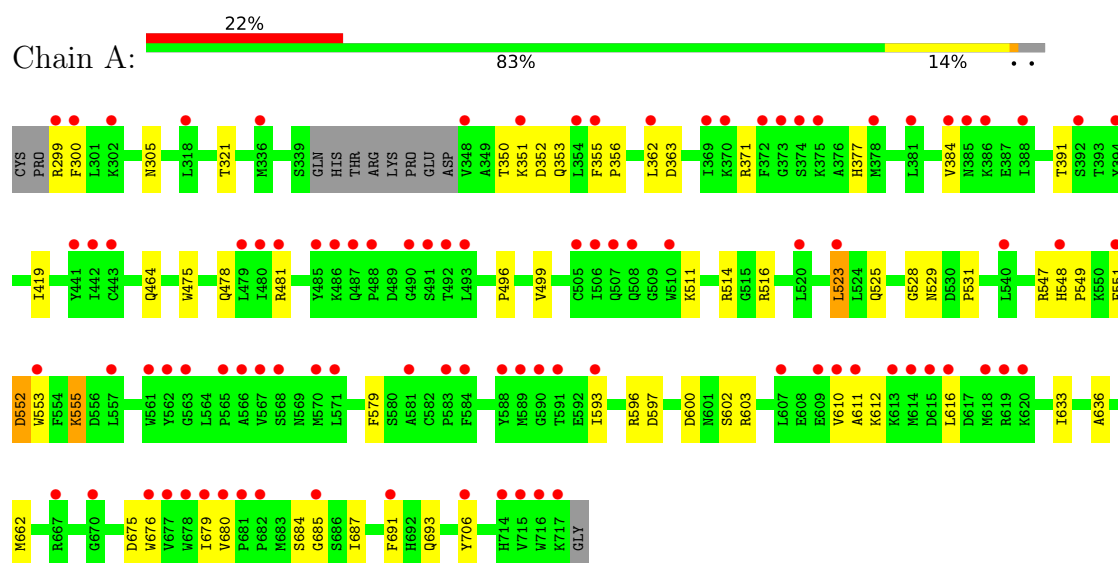 22%
Chain A:
83% 14% • •
CYS PRO R299 F300 L301 K302 N305 L318 T321 M336 S339 GLN HIS THR ARG LYS PRO GLU ASP V348 A349 T350 K351 D352 Q353 L354 F355 P356 L362 D363 I369 K370 R371 F372 G373 S374 K375 A376 H377 M378 L381 V384 N385 K386 E387 I388 T391 S392 T393
I419 Y441 I442 C443 Q464 W475 Q478 L479 I480 R481 Y485 K486 Q487 P488 D489 G490 S491 T492 L493 P496 V499 C505 I506 Q507 Q508 G509 W510 K511 R514 G515 R516 L520 L523 L524 Q525 G528 N529 D530 P531 L540 R547 H548 P549 K550
D552 W553 F554 K555 D556 L557 W561 Y562 G563 L564 P565 A566 V567 S568 N569 M570 L571 F579 S580 A581 C582 P583 F584 Y588 M589 G590 T591 E592 I593 R596 D597 D600 N601 S602 R603 L607 E608 E609 V610 A611 K612 K613 M614 D615 L616 D617 M618 R619 K620 I633 A636
M662 R667 G670 D675 W676 V677 W678 I679 V680 P681 P682 M683 S684 G685 S686 I687 F691 H692 Q693 Y706 H714 V715 W716 K717 GLY